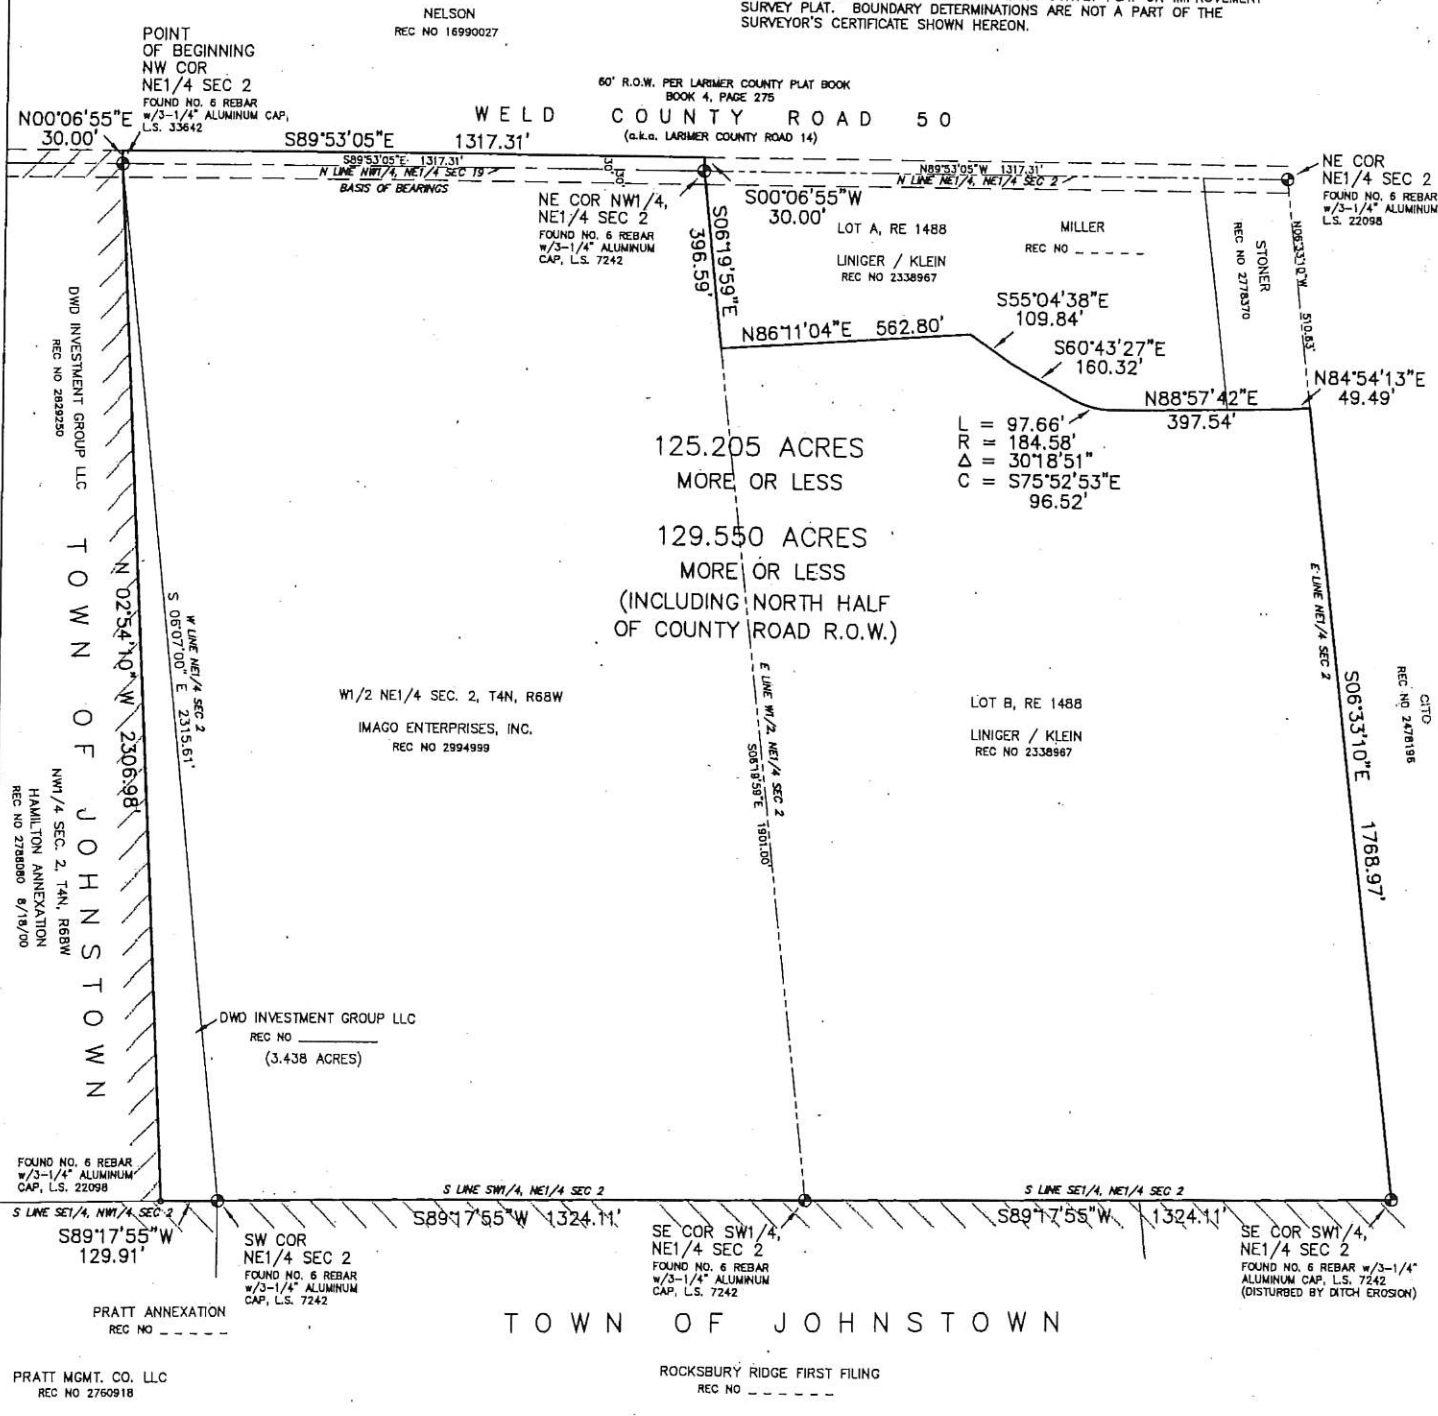 SURVEY PLAT. BOUNDARY DETERMINATIONS ARE NOT A PART OF THE
SURVEYOR'S CERTIFICATE SHOWN HEREON.
NELSON
REC NO 16990027
POINT
OF BEGINNING
NW COR
NE1/4 SEC 2
FOUND NO. 6 REBAR
w/3-1/4" ALUMINUM CAP,
L.S. 33642
N00°06'55"E
30.00'
60' R.O.W. PER LARIMER COUNTY PLAT BOOK
BOOK 4, PAGE 275
WELD COUNTY ROAD 50
(a.k.a. LARIMER COUNTY ROAD 14)
S89°53'05"E 1317.31'
S89°53'05"E 1317.31'
N LINE NW1/4, NE1/4 SEC 19
BASIS OF BEARINGS
N89°53'05"W 1317.31'
N LINE NE1/4, NE1/4 SEC 2
NE COR
NE1/4 SEC 2
FOUND NO. 6 REBAR
w/3-1/4" ALUMINUM
L.S. 22098
NE COR NW1/4,
NE1/4 SEC 2
FOUND NO. 6 REBAR
w/3-1/4" ALUMINUM
CAP, L.S. 7242
S00°06'55"W
30.00'
S06°19'59"E
396.59'
LOT A, RE 1488
LINIGER / KLEIN
REC NO 2338967
MILLER
REC NO _ _ _ _ _
STONER
REC NO 2778370
N06°33'10"W 510.83'
S55°04'38"E
109.84'
N86°11'04"E 562.80'
S60°43'27"E
160.32'
N88°57'42"E
397.54'
N84°54'13"E
49.49'
L = 97.66'
R = 184.58'
Δ = 30°18'51"
C = S75°52'53"E
96.52'
DWD INVESTMENT GROUP LLC
REC NO 2829250
125.205 ACRES
MORE OR LESS
129.550 ACRES
MORE OR LESS
(INCLUDING NORTH HALF
OF COUNTY ROAD R.O.W.)
TOWN OF JOHNSTOWN
N 02°54'10" W 2306.98'
W LINE NE1/4 SEC 2
S 06°07'00" E 2315.61'
W1/2 NE1/4 SEC. 2, T4N, R68W
IMAGO ENTERPRISES, INC.
REC NO 2994999
E LINE W1/2, NE1/4 SEC 2
S06°19'59"E 1901.00'
LOT B, RE 1488
LINIGER / KLEIN
REC NO 2338967
E LINE NE1/4 SEC 2
S06°33'10"E 1768.97'
CITO
REC NO 2478196
NW1/4 SEC. 2, T4N, R68W
HAMILTON ANNEXATION
REC NO 2788080 8/18/00
DWD INVESTMENT GROUP LLC
REC NO ________
(3.438 ACRES)
FOUND NO. 6 REBAR
w/3-1/4" ALUMINUM
CAP, L.S. 22098
S LINE SE1/4, NW1/4 SEC 2
S89°17'55"W
129.91'
S LINE SW1/4, NE1/4 SEC 2
S89°17'55"W 1324.11'
S LINE SE1/4, NE1/4 SEC 2
S89°17'55"W 1324.11'
SW COR
NE1/4 SEC 2
FOUND NO. 6 REBAR
w/3-1/4" ALUMINUM
CAP, L.S. 7242
SE COR SW1/4,
NE1/4 SEC 2
FOUND NO. 6 REBAR
w/3-1/4" ALUMINUM
CAP, L.S. 7242
SE COR SW1/4,
NE1/4 SEC 2
FOUND NO. 6 REBAR w/3-1/4"
ALUMINUM CAP, L.S. 7242
(DISTURBED BY DITCH EROSION)
PRATT ANNEXATION
REC NO _ _ _ _ _
TOWN OF JOHNSTOWN
PRATT MGMT. CO. LLC
REC NO 2760918
ROCKSBURY RIDGE FIRST FILING
REC NO _ _ _ _ _ _